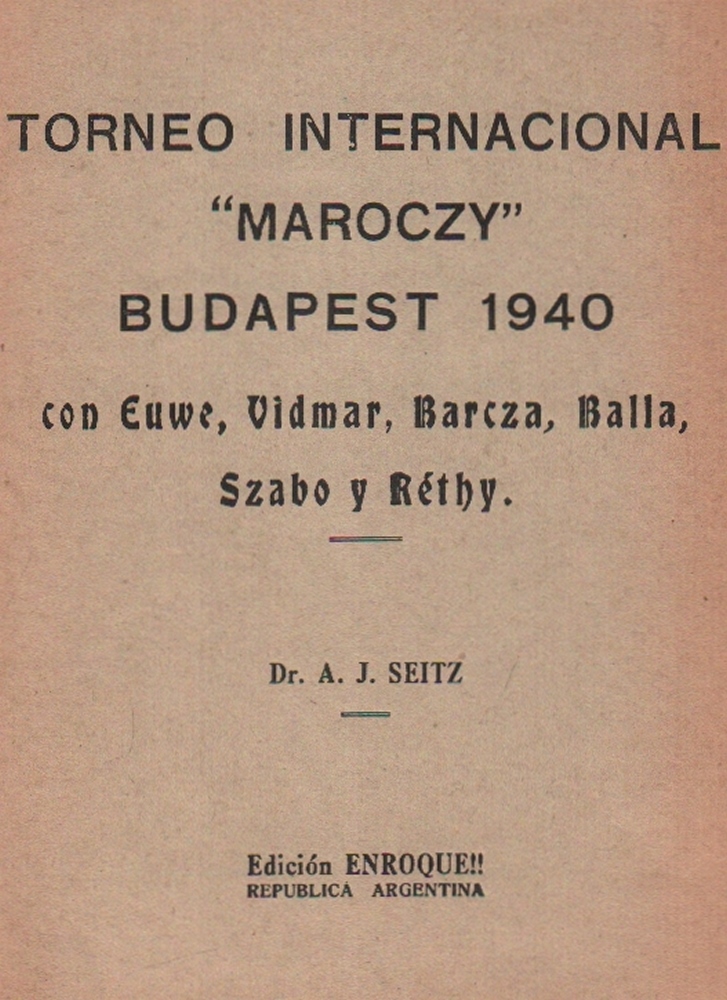 TORNEO INTERNACIONAL
“MAROCZY”
BUDAPEST 1940
con Euwe, Vidmar, Barcza, Balla,
Szabo y Réthy.
Dr. A. J. SEITZ
Edición ENROQUE!!
REPUBLICA ARGENTINA